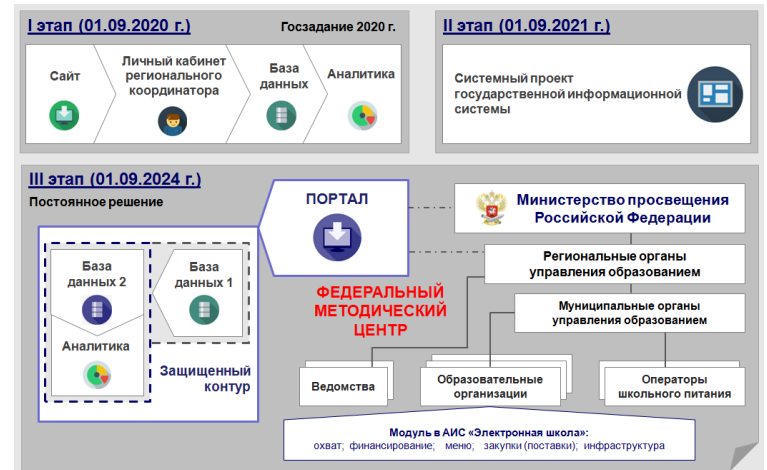 I этап (01.09.2020 г.)
Госзадание 2020 г.
Сайт
Личный кабинет
регионального
координатора
База
данных
Аналитика
II этап (01.09.2021 г.)
Системный проект
государственной информационной
системы
III этап (01.09.2024 г.)
Постоянное решение
ПОРТАЛ
Министерство просвещения
Российской Федерации
База
данных 2
База
данных 1
Аналитика
Защищенный
контур
ФЕДЕРАЛЬНЫЙ
МЕТОДИЧЕСКИЙ
ЦЕНТР
Региональные органы
управления образованием
Муниципальные органы
управления образованием
Ведомства
Образовательные
организации
Операторы
школьного питания
Модуль в АИС «Электронная школа»:
охват; финансирование; меню; закупки (поставки); инфраструктура